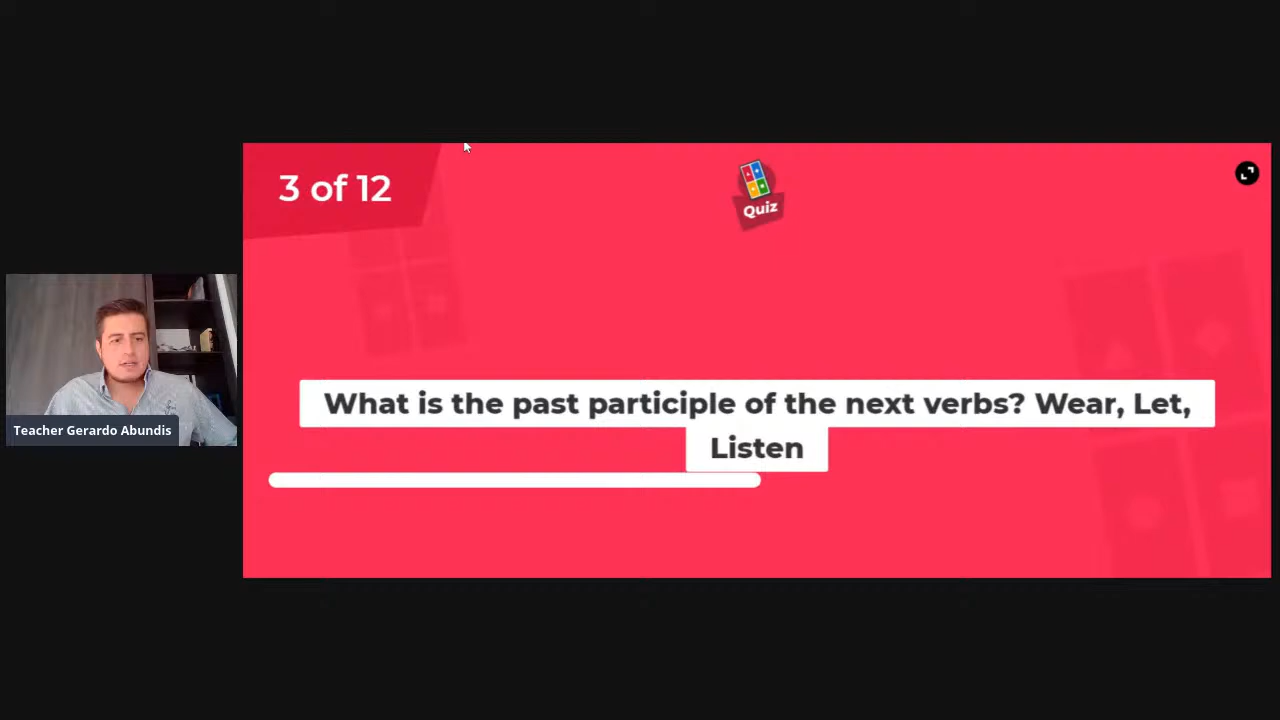 3 of 12
Quiz
What is the past participle of the next verbs? Wear, Let,
Listen
Teacher Gerardo Abundis